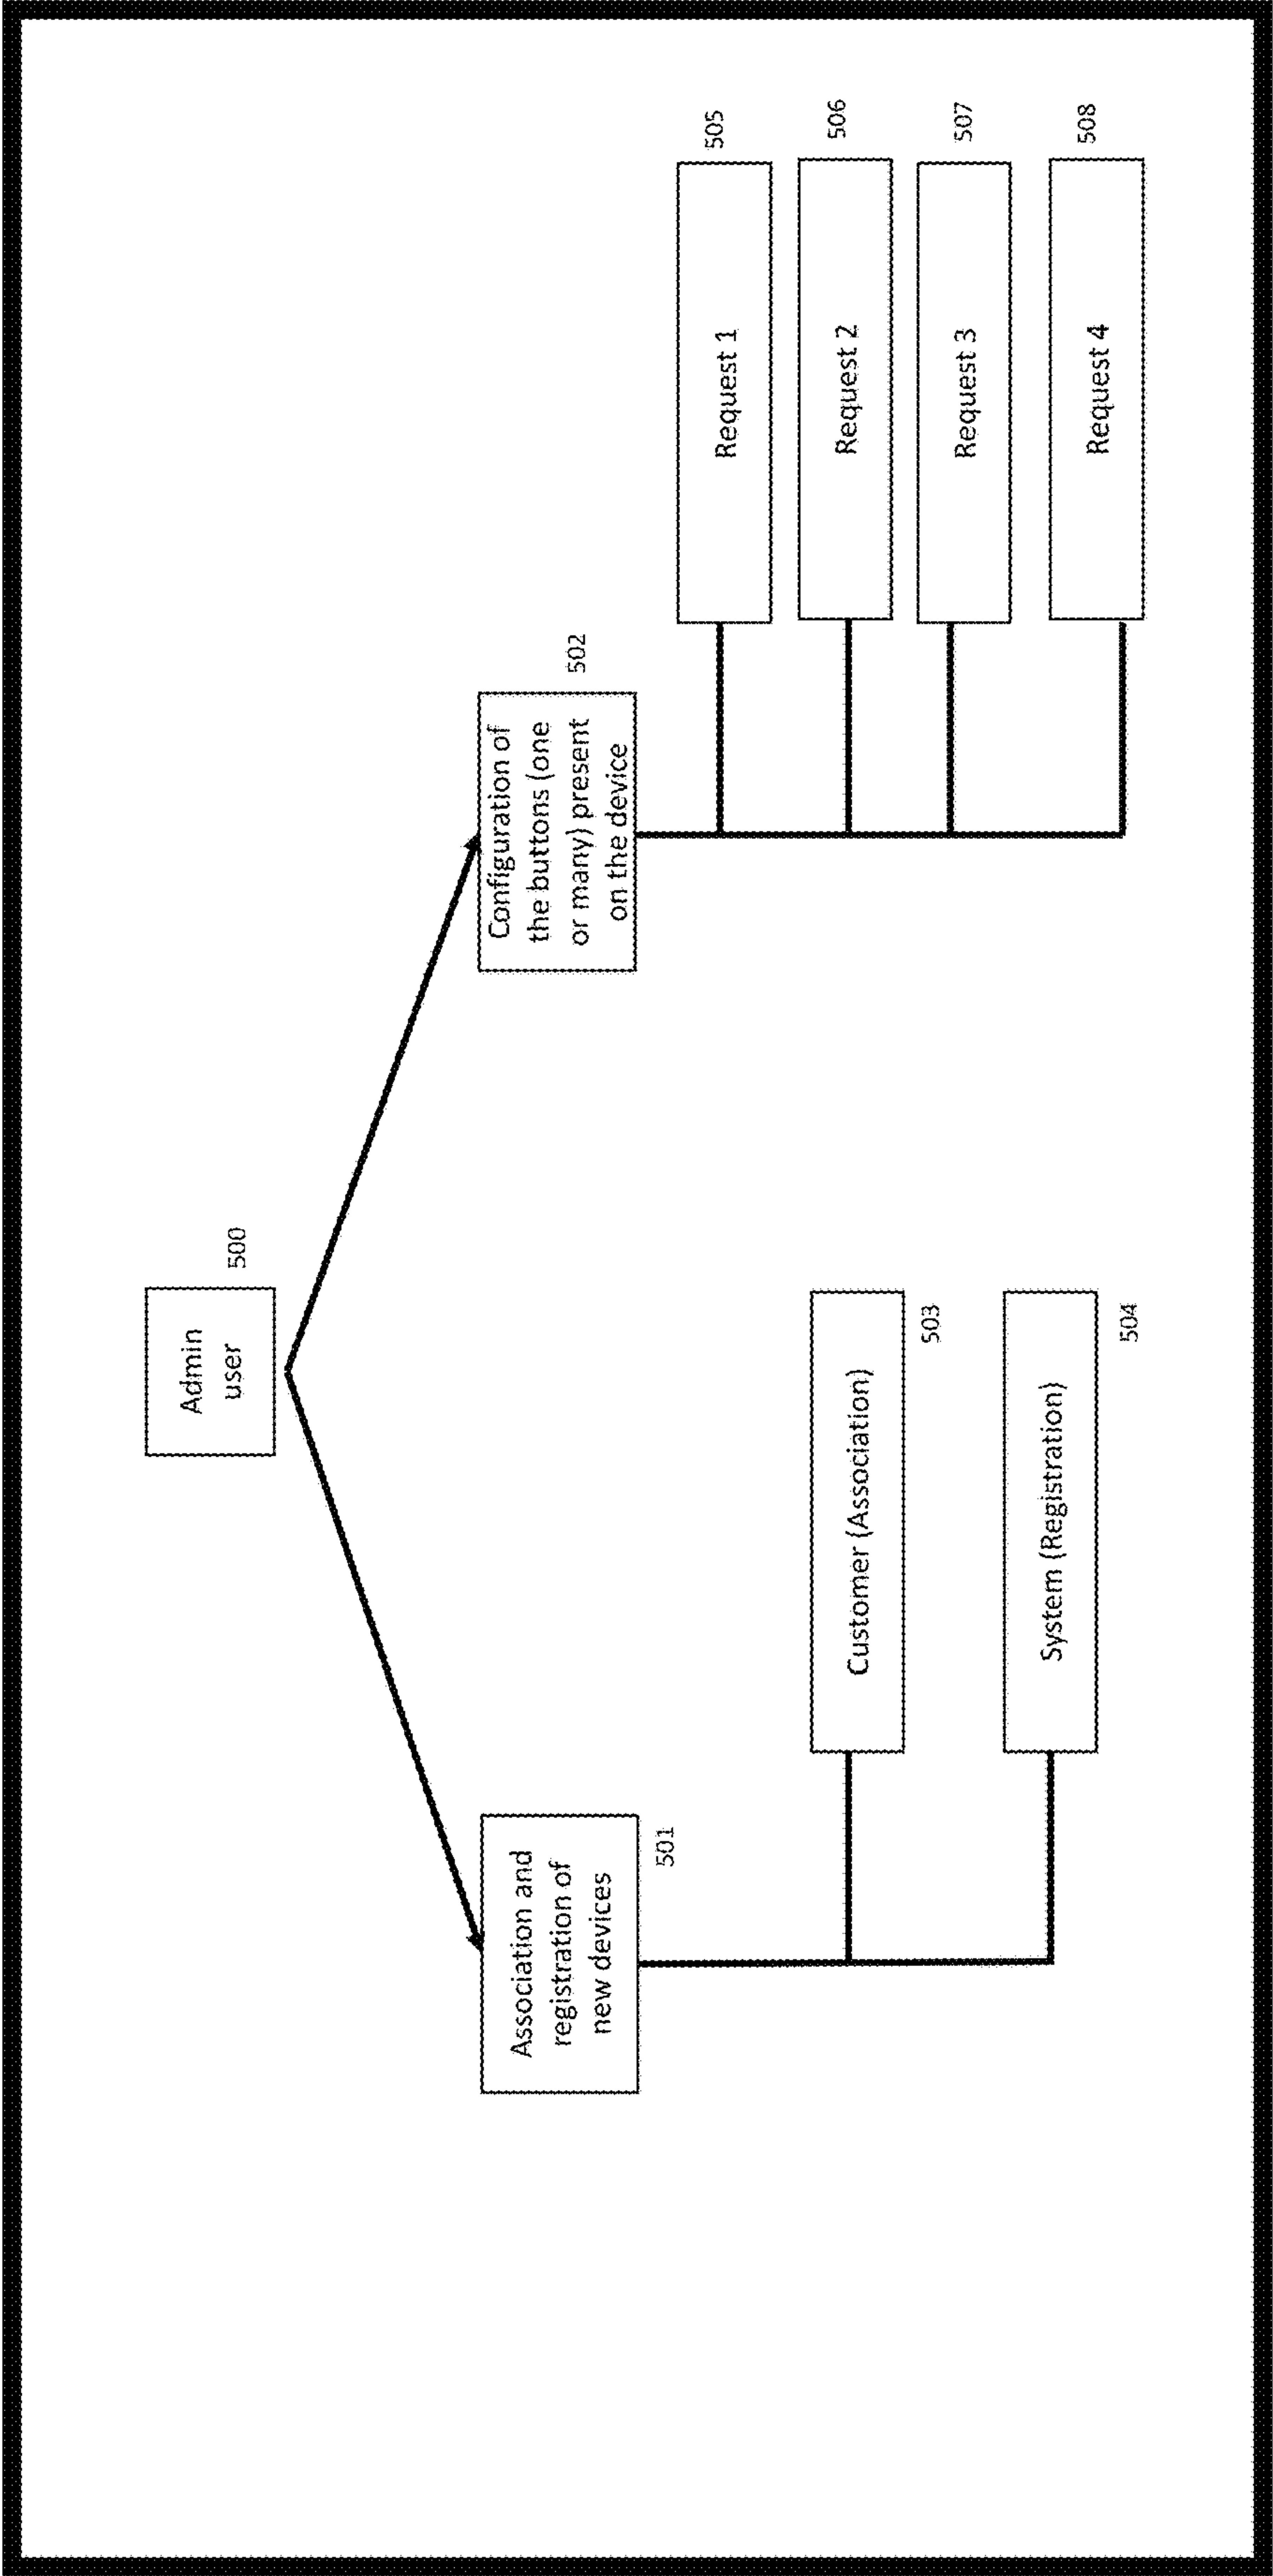 Admin
user
500
Association and
registration of
new devices
501
Configuration of
the buttons (one
or many) present
on the device
502
Customer (Association)
503
System (Registration)
504
Request 1
505
Request 2
506
Request 3
507
Request 4
508